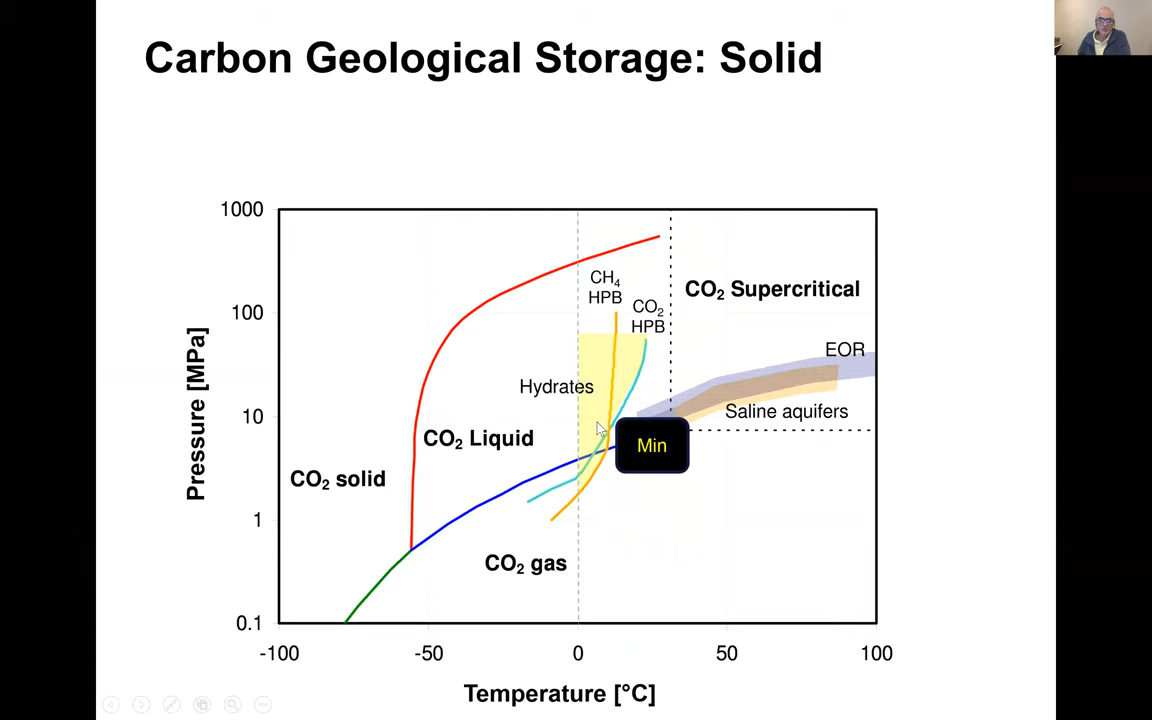 Carbon Geological Storage: Solid
1000
100
10
1
0.1
-100
-50
0
50
100
Pressure [MPa]
Temperature [°C]
CH₄
HPB
CO₂
HPB
CO₂ Supercritical
EOR
Hydrates
Saline aquifers
CO₂ Liquid
Min
CO₂ solid
CO₂ gas